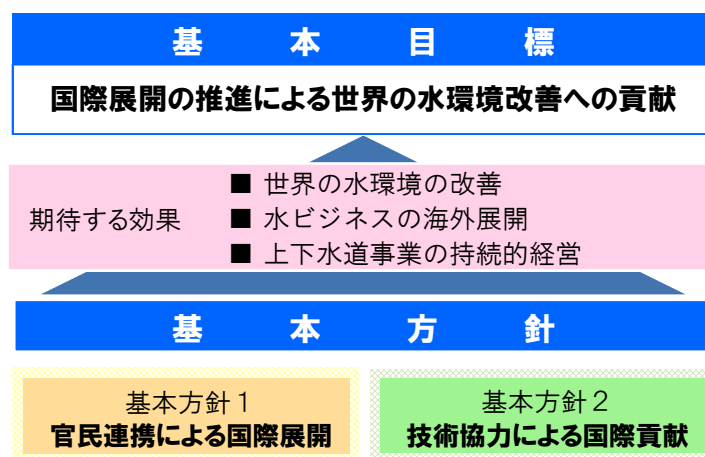 基本目標
国際展開の推進による世界の水環境改善への貢献
期待する効果
■ 世界の水環境の改善
■ 水ビジネスの海外展開
■ 上下水道事業の持続的経営
基本方針
基本方針１
官民連携による国際展開
基本方針２
技術協力による国際貢献